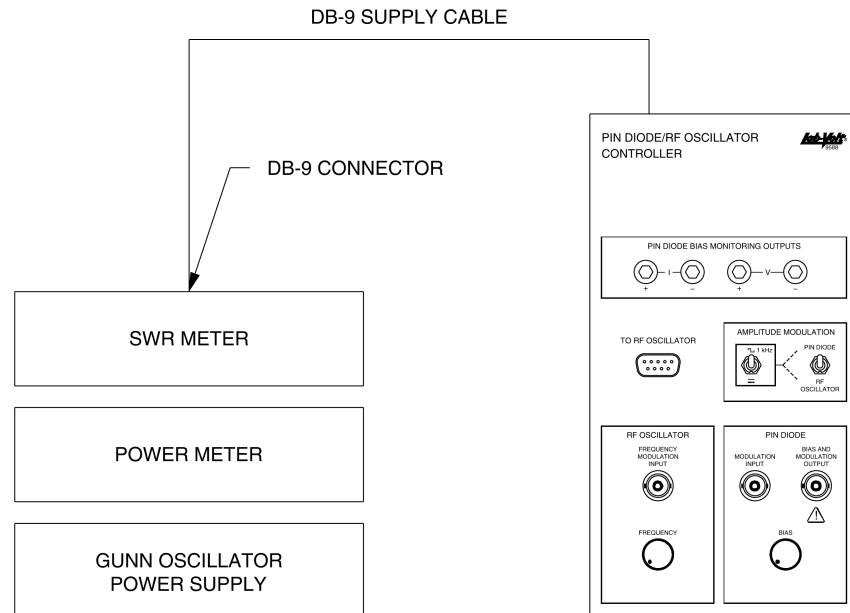 DB-9 SUPPLY CABLE
DB-9 CONNECTOR
SWR METER
POWER METER
GUNN OSCILLATOR
POWER SUPPLY
PIN DIODE/RF OSCILLATOR
CONTROLLER
Lab-Volt®
9588
PIN DIODE BIAS MONITORING OUTPUTS
I
V
+
–
+
–
TO RF OSCILLATOR
AMPLITUDE MODULATION
1 kHz
PIN DIODE
RF
OSCILLATOR
RF OSCILLATOR
FREQUENCY
MODULATION
INPUT
FREQUENCY
PIN DIODE
MODULATION
INPUT
BIAS AND
MODULATION
OUTPUT
BIAS